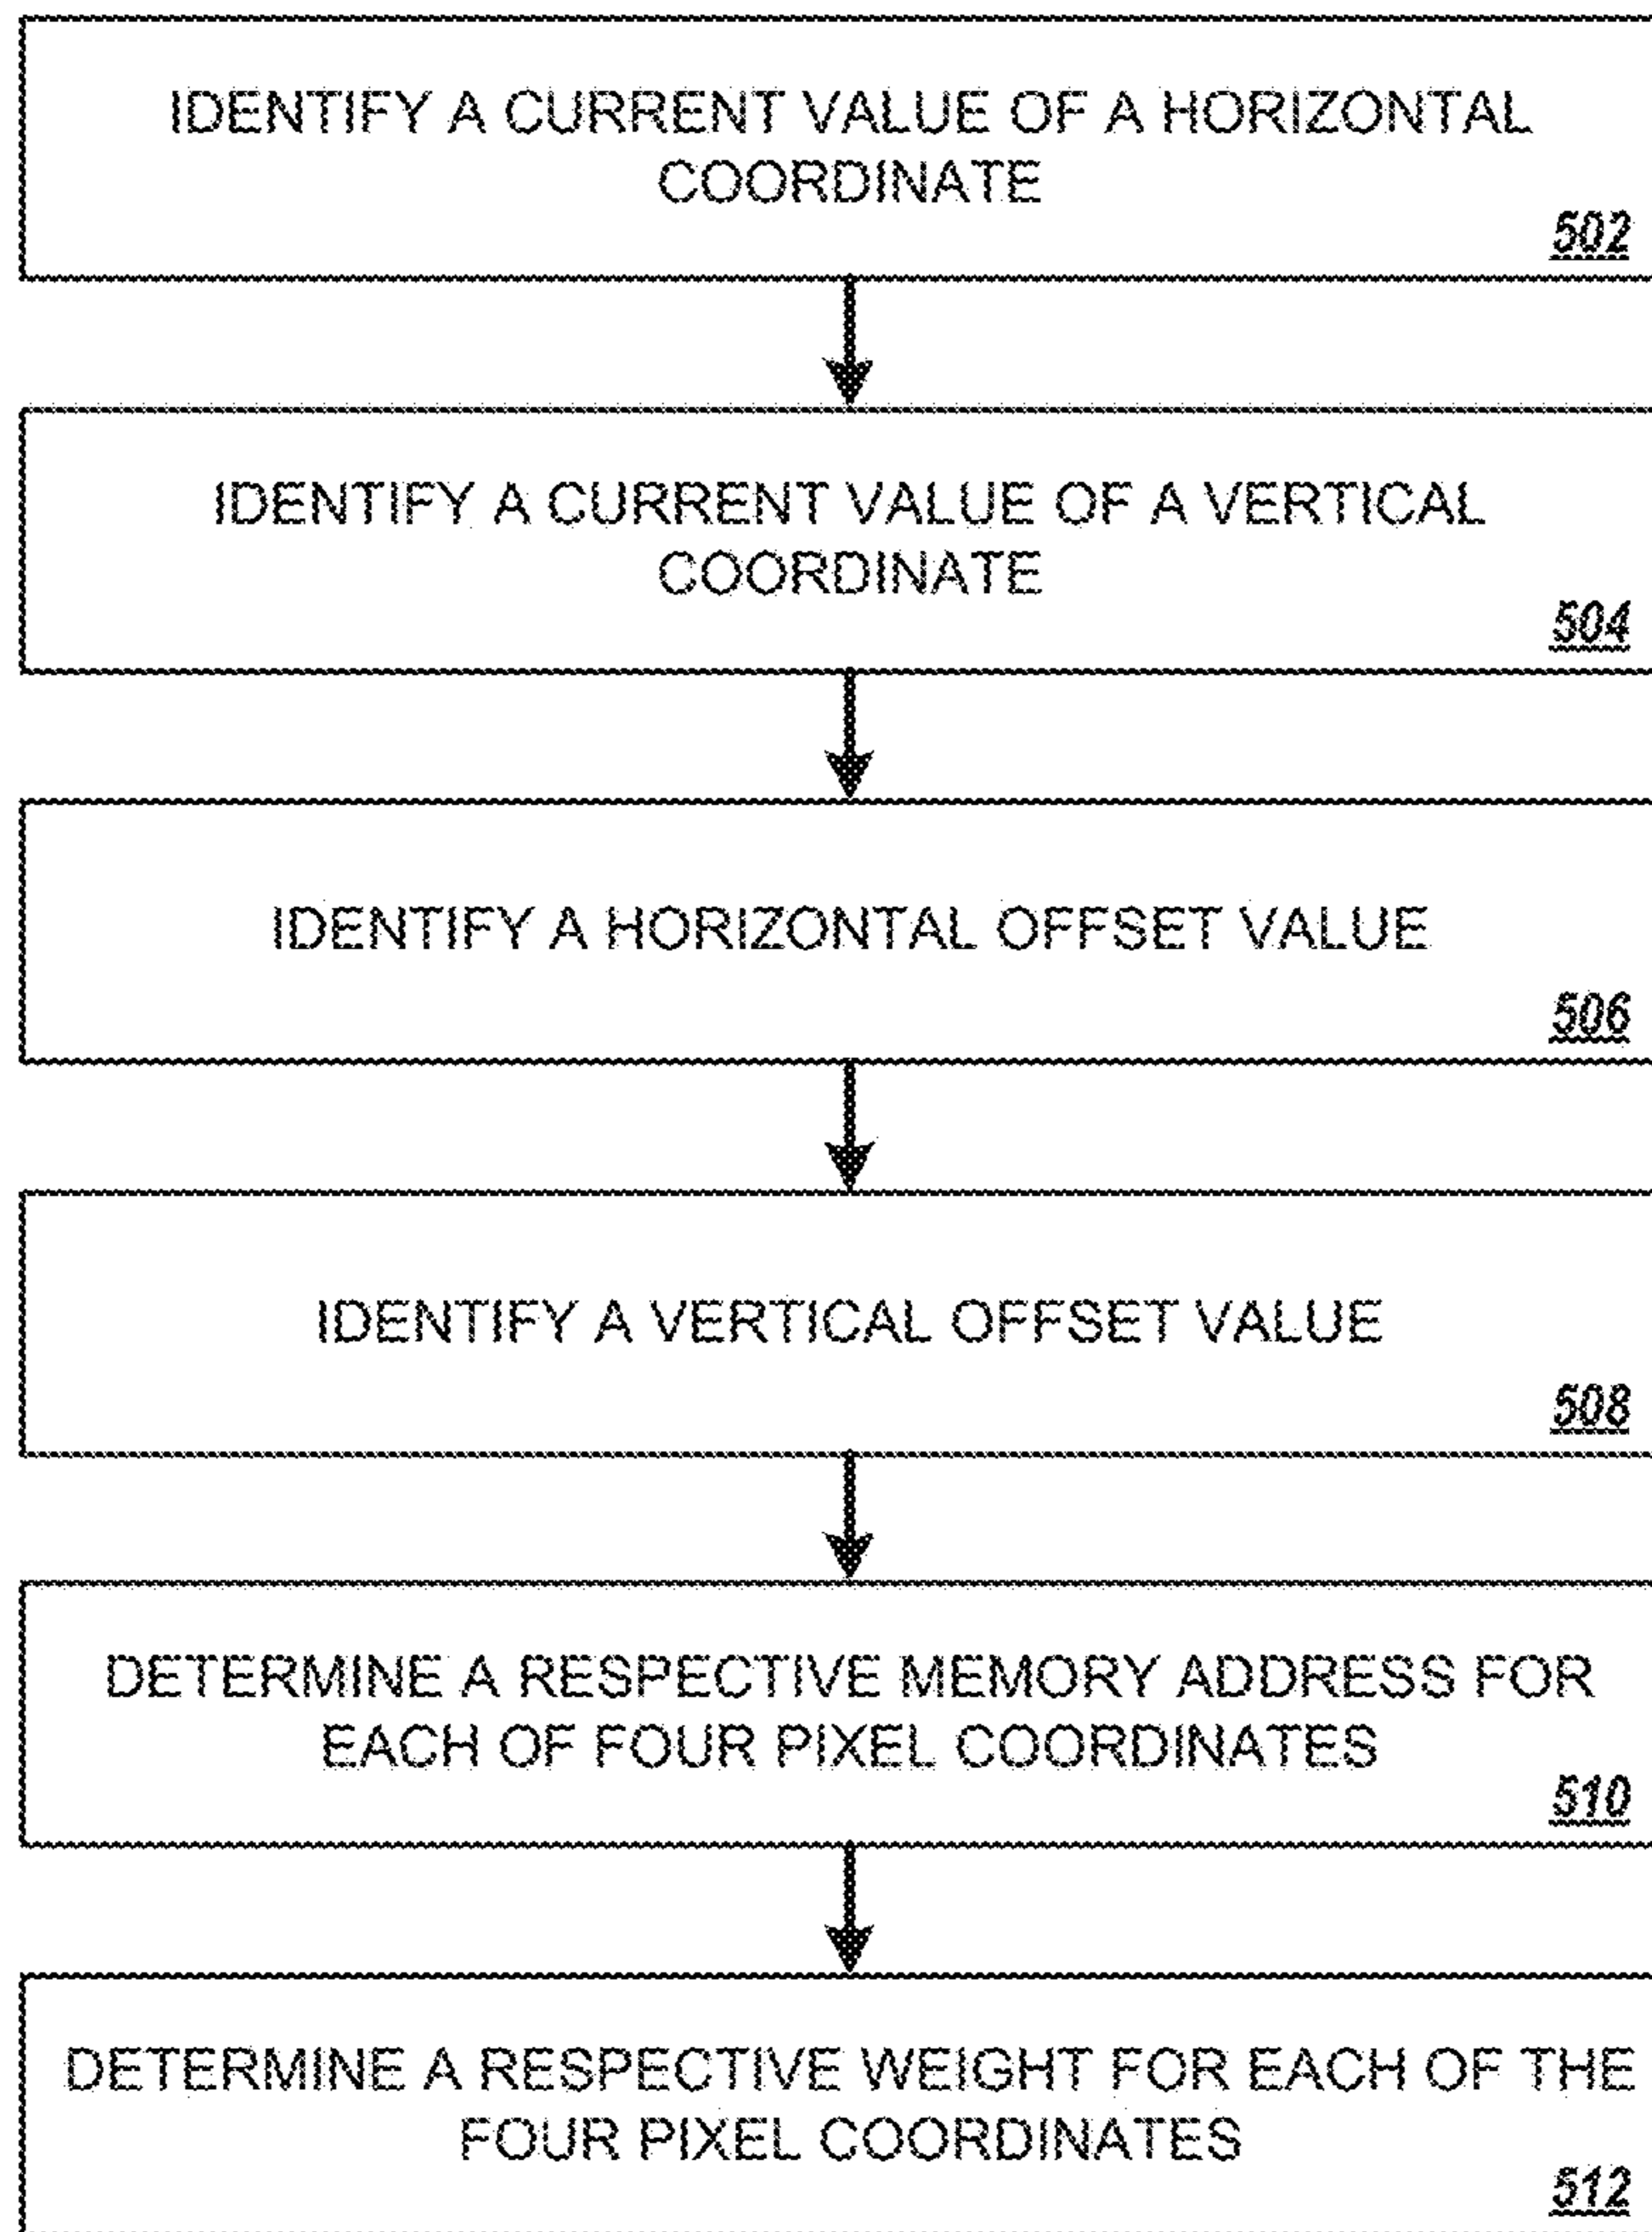 IDENTIFY A CURRENT VALUE OF A HORIZONTAL
COORDINATE
502
IDENTIFY A CURRENT VALUE OF A VERTICAL
COORDINATE
504
IDENTIFY A HORIZONTAL OFFSET VALUE
506
IDENTIFY A VERTICAL OFFSET VALUE
508
DETERMINE A RESPECTIVE MEMORY ADDRESS FOR
EACH OF FOUR PIXEL COORDINATES
510
DETERMINE A RESPECTIVE WEIGHT FOR EACH OF THE
FOUR PIXEL COORDINATES
512